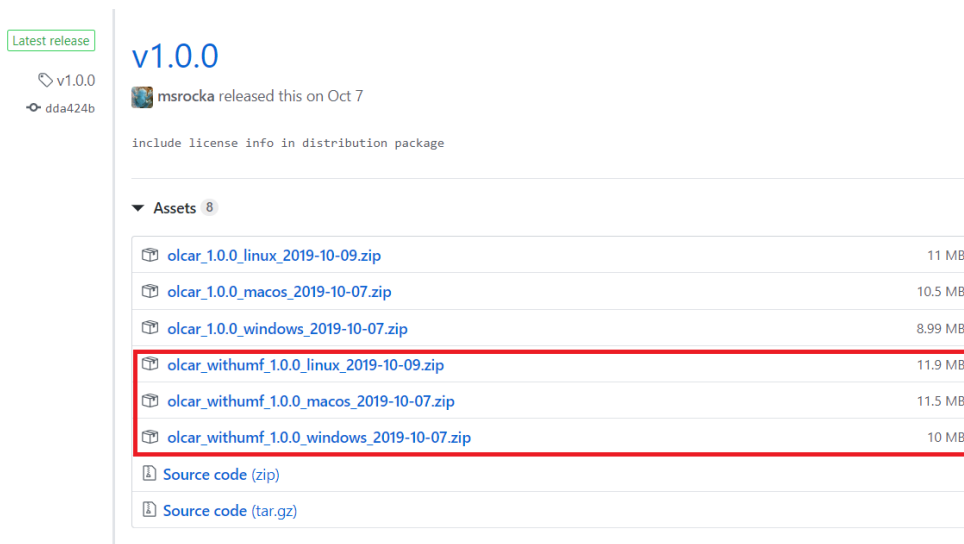 Latest release
v1.0.0
dda424b
v1.0.0
msrocka released this on Oct 7
include license info in distribution package
Assets 8
olcar_1.0.0_linux_2019-10-09.zip 11 MB
olcar_1.0.0_macos_2019-10-07.zip 10.5 MB
olcar_1.0.0_windows_2019-10-07.zip 8.99 MB
olcar_withumf_1.0.0_linux_2019-10-09.zip 11.9 MB
olcar_withumf_1.0.0_macos_2019-10-07.zip 11.5 MB
olcar_withumf_1.0.0_windows_2019-10-07.zip 10 MB
Source code (zip)
Source code (tar.gz)